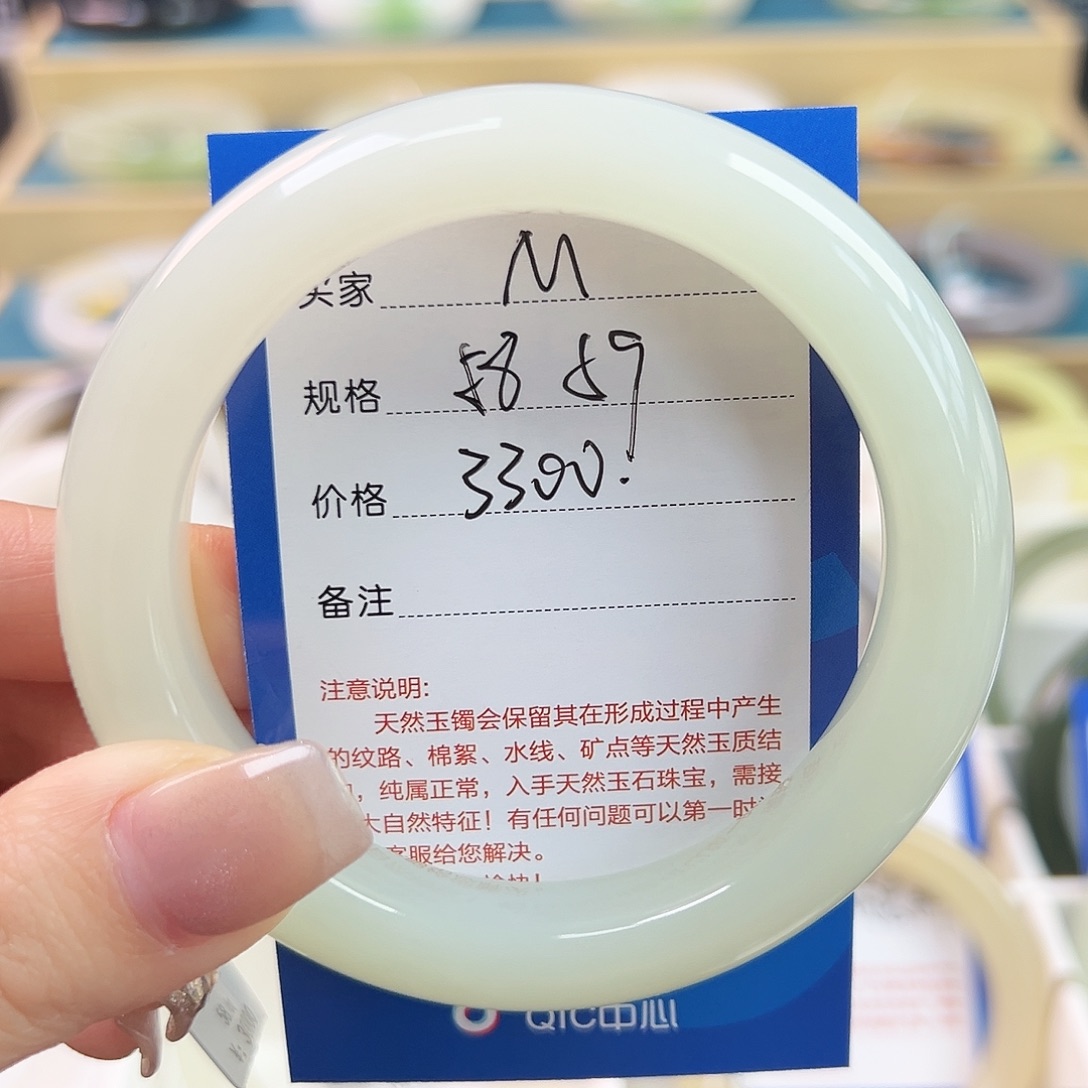 买家 M
规格 58 59
价格 3300.
备注
注意说明:
天然玉镯会保留其在形成过程中产生
的纹路、棉絮、水线、矿点等天然玉质结
，纯属正常，入手天然玉石珠宝，需接
大自然特征！有任何问题可以第一时
客服给您解决。
愉快！
QIC中心